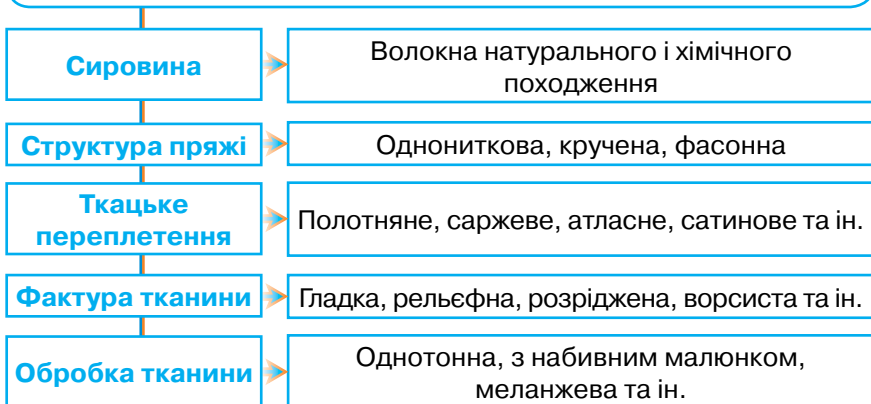 Сировина
Волокна натурального і хімічного
походження
Структура пряжі
Однониткова, кручена, фасонна
Ткацьке
переплетення
Полотняне, саржеве, атласне, сатинове та ін.
Фактура тканини
Гладка, рельєфна, розріджена, ворсиста та ін.
Обробка тканини
Однотонна, з набивним малюнком,
меланжева та ін.